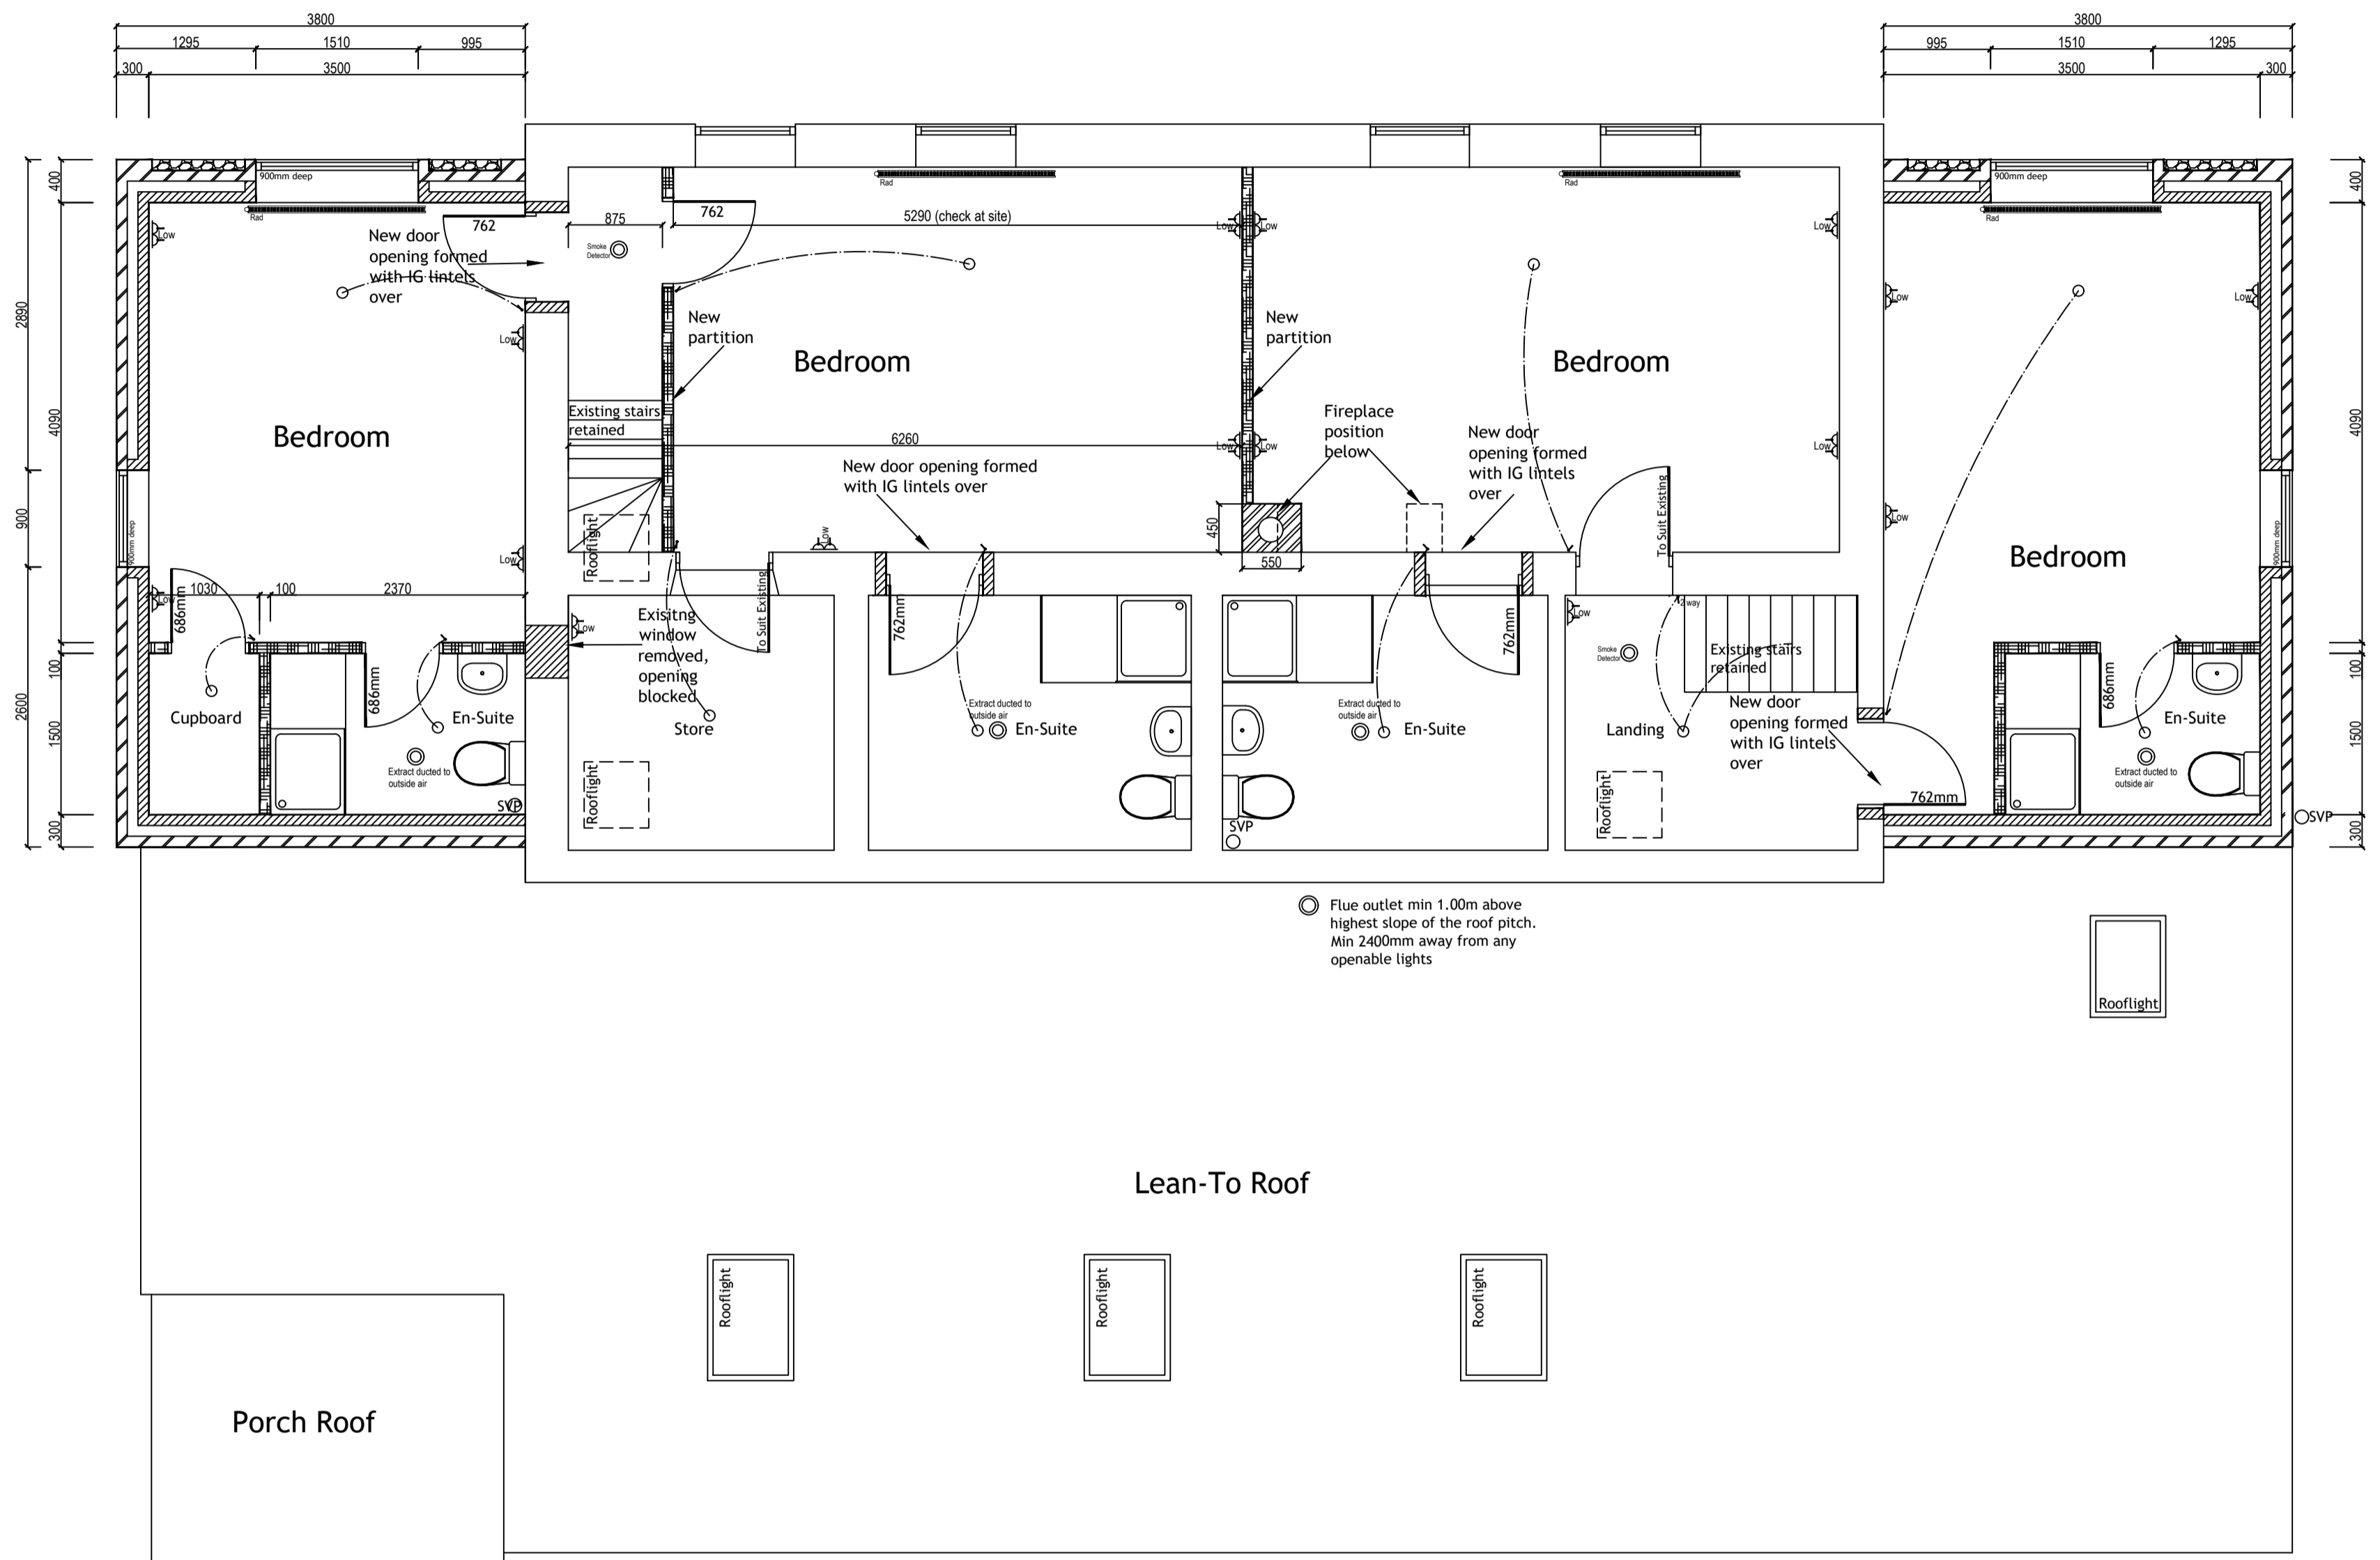 3800
3800
1295
1510
995
995
1510
1295
300
3500
3500
300
400
2890
4090
900
100
2600
1500
300
400
4090
100
1500
300
900mm deep
Rad
762
Low
New door
opening formed
with IG lintels
over
Low
Bedroom
900mm deep
Low
Low
1030
100
2370
686mm
Cupboard
686mm
En-Suite
Extract ducted to
outside air
SVP
875
Smoke
Detector
Existing stairs
retained
Rooflight
762
Rad
5290 (check at site)
New
partition
Bedroom
6260
New door opening formed
with IG lintels over
Low
Low
Low
Low
Low
New
partition
Rad
Low
Bedroom
Fireplace
position
below
New door
opening formed
with IG lintels
over
Low
450
550
To Suit Existing
To Suit Existing
Low
Exisitng
window
removed,
opening
blocked
Store
Rooflight
762mm
Extract ducted to
outside air
En-Suite
762mm
Extract ducted to
outside air
En-Suite
SVP
Low
2 way
Smoke
Detector
Existing stairs
retained
Landing
New door
opening formed
with IG lintels
over
Rooflight
762mm
900mm deep
Rad
Low
Low
Low
Bedroom
900mm deep
686mm
En-Suite
Extract ducted to
outside air
SVP
Flue outlet min 1.00m above
highest slope of the roof pitch.
Min 2400mm away from any
openable lights
Rooflight
Lean-To Roof
Rooflight
Rooflight
Rooflight
Porch Roof